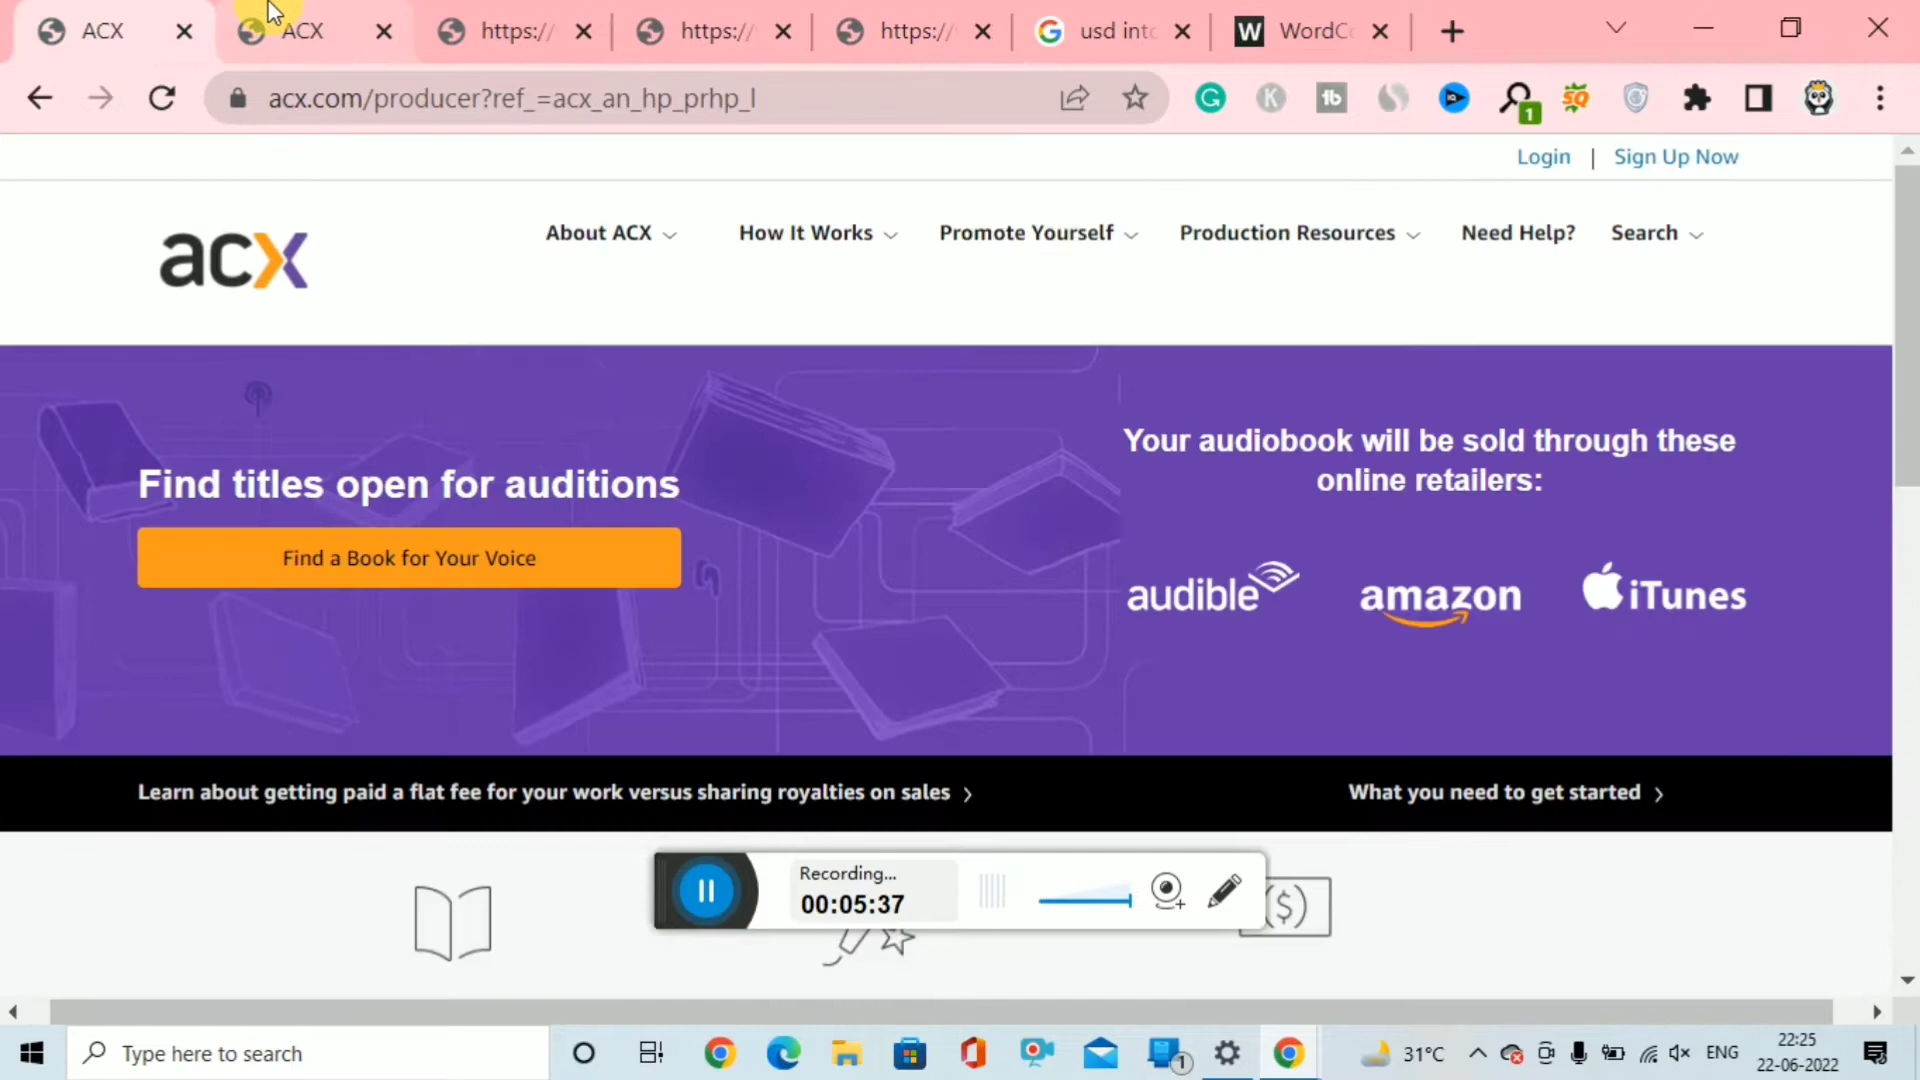 ACX
ACX
https://
https://
https://
usd into
WordC
acx.com/producer?ref_=acx_an_hp_prhp_l
1
Login | Sign Up Now
acx
About ACX
How It Works
Promote Yourself
Production Resources
Need Help?
Search
Find titles open for auditions
Find a Book for Your Voice
Your audiobook will be sold through these
online retailers:
audible
amazon
iTunes
Learn about getting paid a flat fee for your work versus sharing royalties on sales
What you need to get started
Recording...
00:05:37
($)
Type here to search
1
31°C
ENG
22:25
22-06-2022